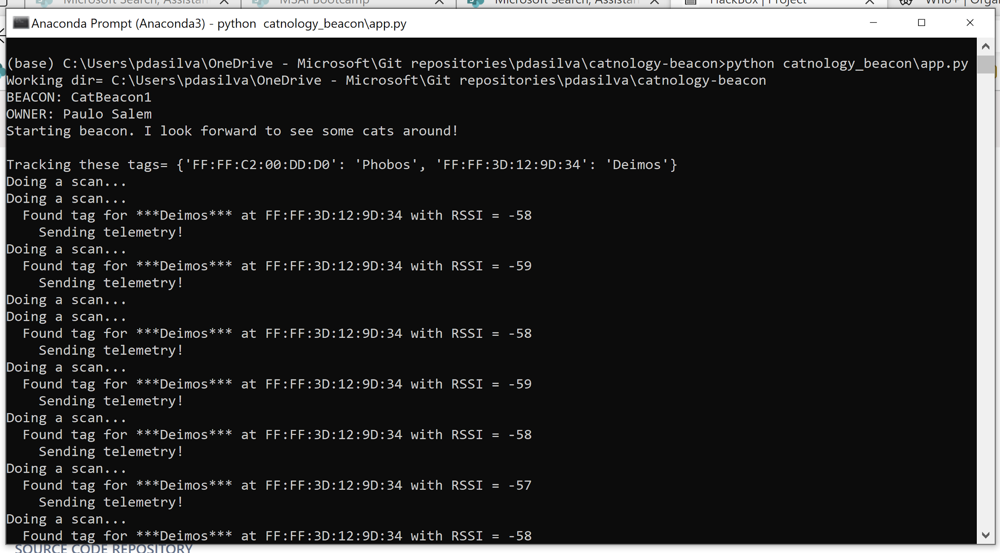 Microsoft Search, Assistan
MSAI Bootcamp
Microsoft Search, Assistan
HackBox | Project
Who+ | Orga
Anaconda Prompt (Anaconda3) - python  catnology_beacon\app.py
(base) C:\Users\pdasilva\OneDrive - Microsoft\Git repositories\pdasilva\catnology-beacon>python catnology_beacon\app.py
Working dir= C:\Users\pdasilva\OneDrive - Microsoft\Git repositories\pdasilva\catnology-beacon
BEACON: CatBeacon1
OWNER: Paulo Salem
Starting beacon. I look forward to see some cats around!
Tracking these tags= {'FF:FF:C2:00:DD:D0': 'Phobos', 'FF:FF:3D:12:9D:34': 'Deimos'}
Doing a scan...
Doing a scan...
Found tag for ***Deimos*** at FF:FF:3D:12:9D:34 with RSSI = -58
Sending telemetry!
Doing a scan...
Found tag for ***Deimos*** at FF:FF:3D:12:9D:34 with RSSI = -59
Sending telemetry!
Doing a scan...
Doing a scan...
Found tag for ***Deimos*** at FF:FF:3D:12:9D:34 with RSSI = -58
Sending telemetry!
Doing a scan...
Found tag for ***Deimos*** at FF:FF:3D:12:9D:34 with RSSI = -59
Sending telemetry!
Doing a scan...
Found tag for ***Deimos*** at FF:FF:3D:12:9D:34 with RSSI = -58
Sending telemetry!
Doing a scan...
Found tag for ***Deimos*** at FF:FF:3D:12:9D:34 with RSSI = -57
Sending telemetry!
Doing a scan...
Found tag for ***Deimos*** at FF:FF:3D:12:9D:34 with RSSI = -58
SOURCE CODE REPOSITORY